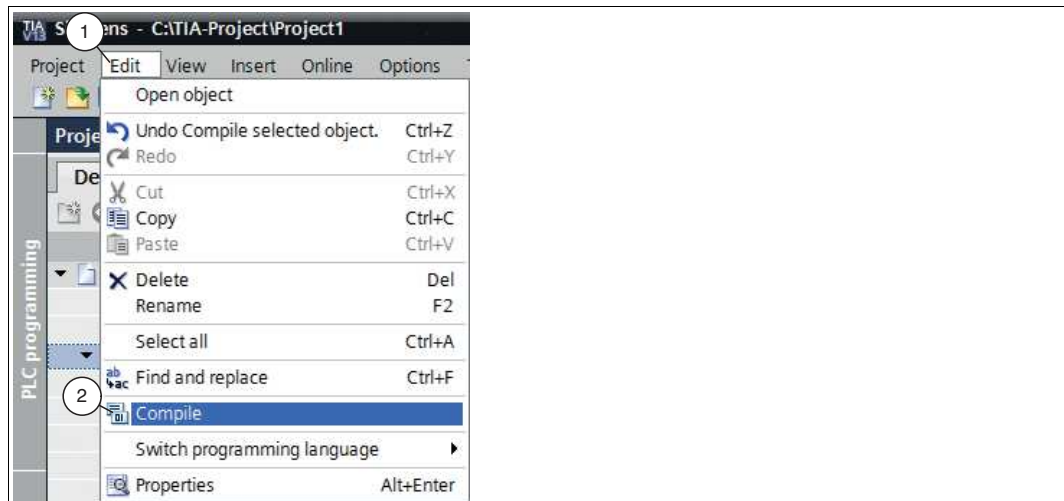 TIA V13 S ens - C:\TIA-Project\Project1
1
Project Edit View Insert Online Options
Open object
Proje
Undo Compile selected object. Ctrl+Z
Redo Ctrl+Y
De
Cut Ctrl+X
Copy Ctrl+C
Paste Ctrl+V
Delete Del
Rename F2
Select all Ctrl+A
Find and replace Ctrl+F
2
Compile
Switch programming language
Properties Alt+Enter
PLC programming